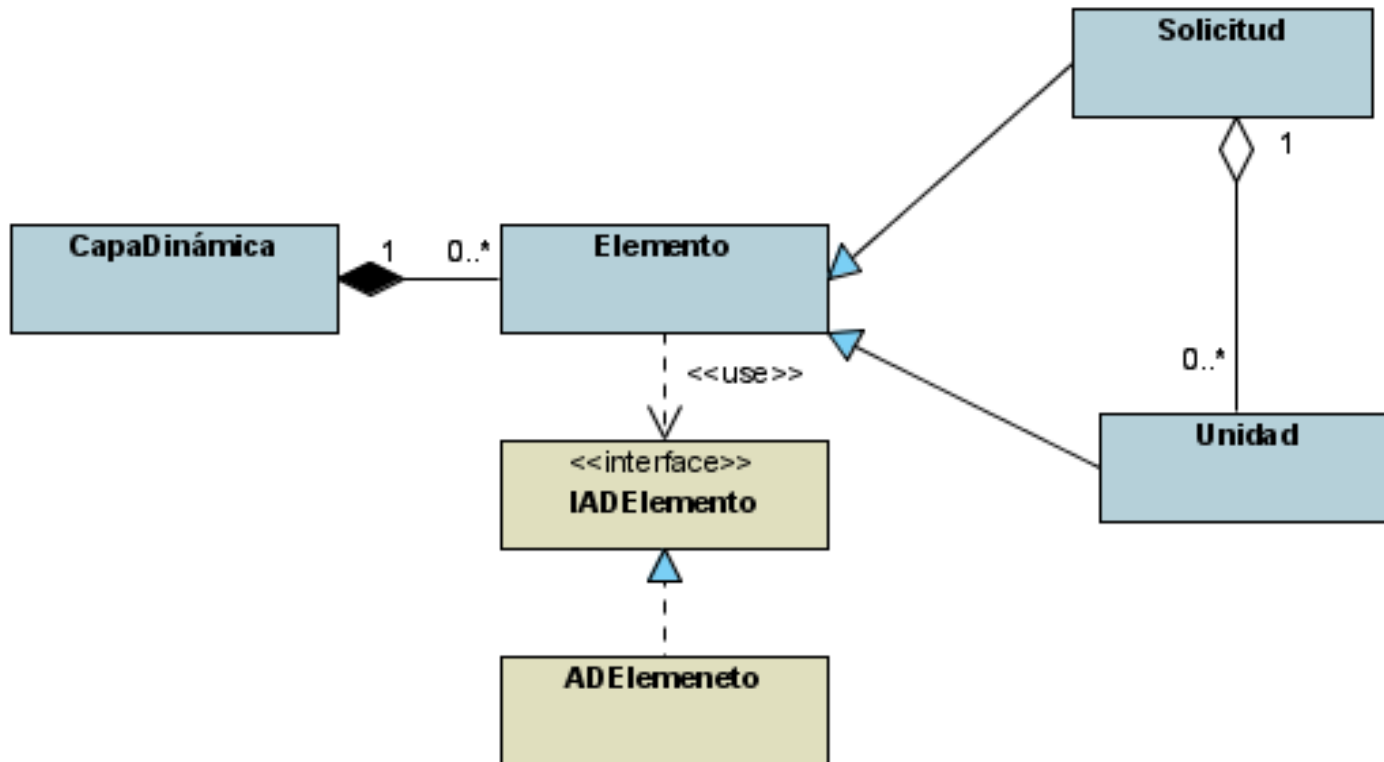 Solicitud
1
CapaDinámica
1
0..*
Elemento
<<use>>
0..*
Unidad
<<interface>>
IADElemento
ADElemeneto